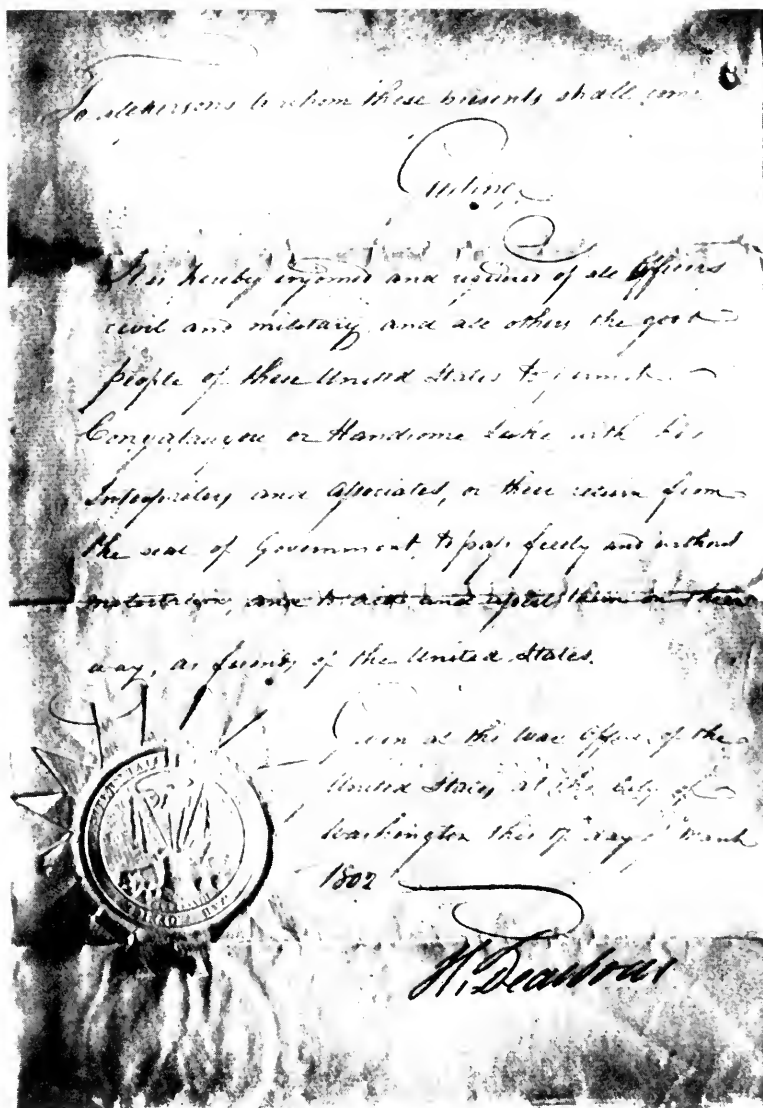 To all persons to whom these presents shall come
Greeting,
It is hereby enjoined and required of all Officers
civil and military, and all others the good
people of these United States to permit
or Handsome Lake with his
Interpreters and associates, on their return from
the seat of Government, to pass freely and without
molestation, and to aid and assist them on their
way, as friends of the United States.
Given at the War Office of the
United States at the City of
Washington this day of March
1802
H. Dearborn